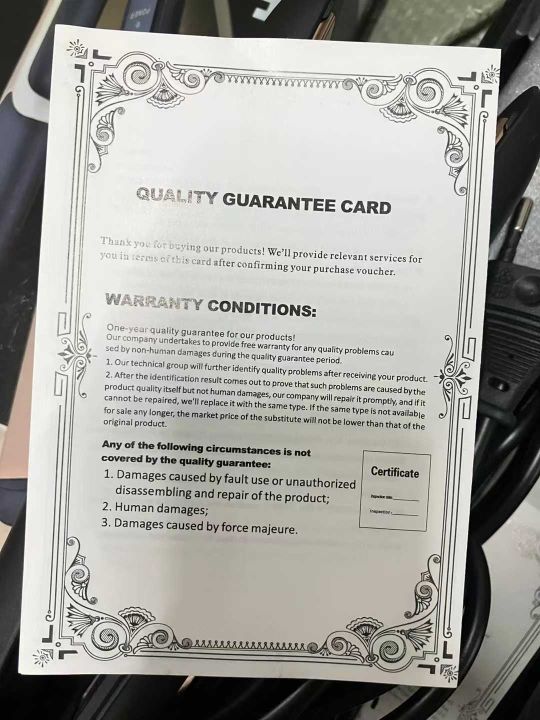 POWER
QUALITY GUARANTEE CARD
Thank you for buying our products! We'll provide relevant services for
you in terms of this card after confirming your purchase voucher.
WARRANTY CONDITIONS:
One-year quality guarantee for our products!
Our company undertakes to provide free warranty for any quality problems cau
sed by non-human damages during the quality guarantee period.
1. Our technical group will further identify quality problems after receiving your product.
2. After the identification result comes out to prove that such problems are caused by the
product quality itself but not human damages, our company will repair it promptly, and if it
cannot be repaired, we'll replace it with the same type. If the same type is not available
for sale any longer, the market price of the substitute will not be lower than that of the
original product.
Any of the following circumstances is not
covered by the quality guarantee:
1. Damages caused by fault use or unauthorized
disassembling and repair of the product;
2. Human damages;
3. Damages caused by force majeure.
Certificate